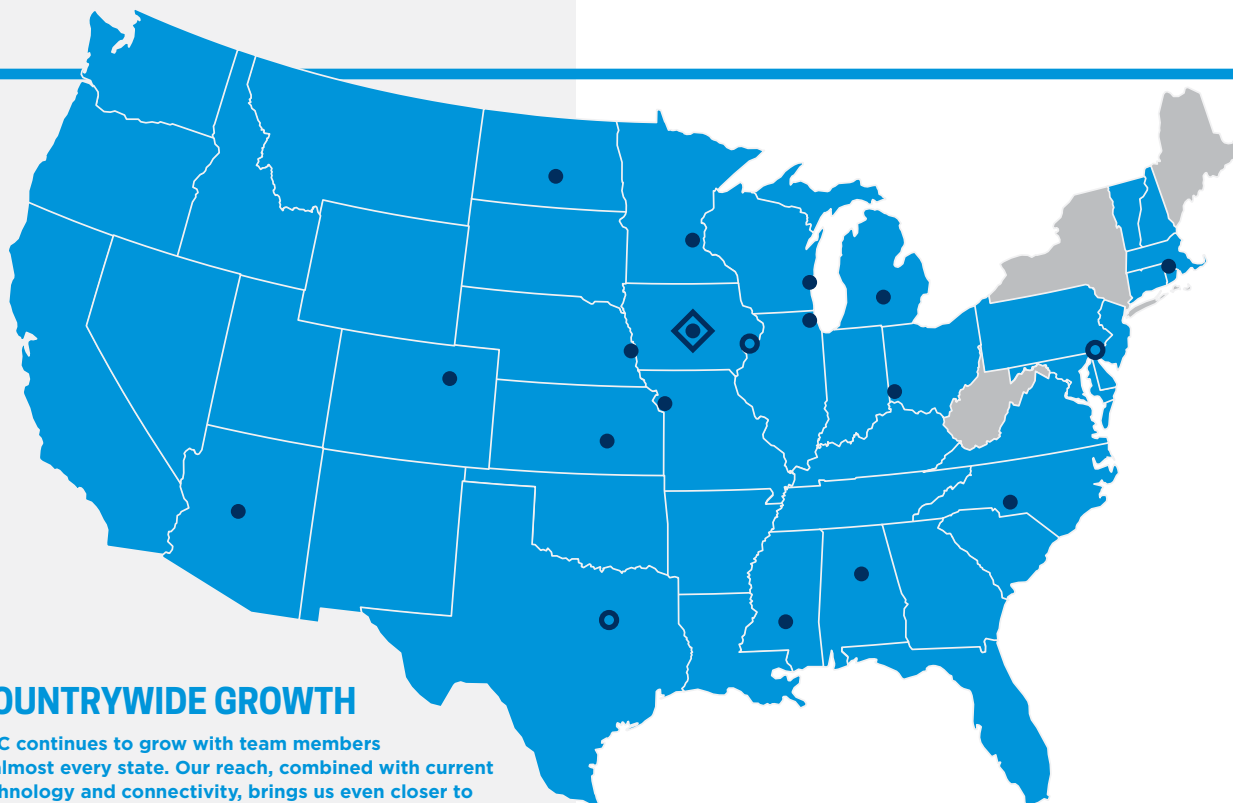 OUNTRYWIDE GROWTH
C continues to grow with team members
almost every state. Our reach, combined with current
hnology and connectivity, brings us even closer to